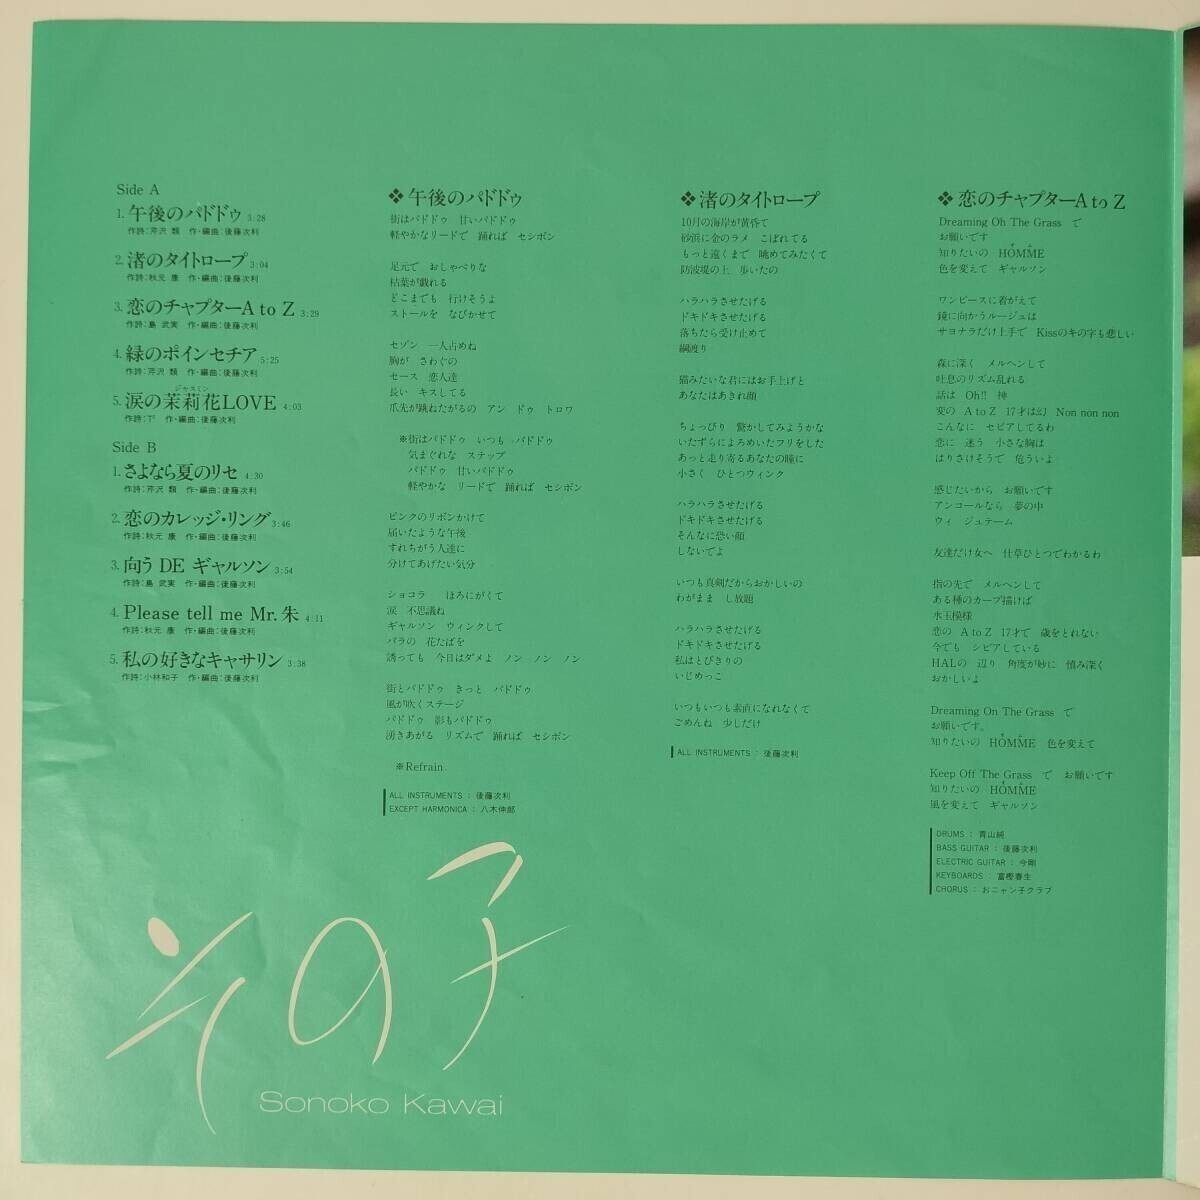 Side A
1. 午後のパドドゥ 3:28
作詩:芹沢 類 作・編曲:後藤次利
2. 渚のタイトロープ 3:04
作詩:秋元 康 作・編曲:後藤次利
3. 恋のチャプターA to Z 3:29
作詩:島 武実 作・編曲:後藤次利
4. 緑のポインセチア 5:25
作詩:芹沢 類 作・編曲:後藤次利
ジャスミン
5. 涙の茉莉花LOVE 4:03
作・編曲:後藤次利
Side B
1. さよなら夏のリセ 4:30
作詩:芹沢 類 作・編曲:後藤次利
2. 恋のカレッジ・リング 3:46
作詩:秋元 康 作・編曲:後藤次利
3. 向う DE ギャルソン 3:54
作詩:島 武実 作・編曲:後藤次利
4. Please tell me Mr. 朱 4:11
作詩:秋元 康 作・編曲:後藤次利
5. 私の好きなキャサリン 3:38
作詩:小林和子 作・編曲:後藤次利
❖ 午後のパドドゥ
街はパドドゥ 甘いパドドゥ
軽やかなリードで 踊れば セシボン
足元で おしゃべりな
枯葉が戯れる
どこまでも 行けそうよ
ストールを なびかせて
セゾン 一人占めね
胸が さわぐの
セース 恋人達
長い キスしてる
爪先が跳ねたがるの アン ドゥ トロワ
※街はパドドゥ いつも パドドゥ
気まぐれな ステップ
パドドゥ 甘いパドドゥ
軽やかな リードで 踊れば セシボン
ピンクのリボンかけて
届いたような午後
すれちがう人達に
分けてあげたい気分
ショコラ ほろにがくて
涙 不思議ね
ギャルソン ウィンクして
バラの 花たばを
誘っても 今日はダメよ ノン ノン ノン
街とパドドゥ きっと パドドゥ
風が吹くステージ
パドドゥ 影もパドドゥ
湧きあがる リズムで 踊れば セシボン
※Refrain.
ALL INSTRUMENTS : 後藤次利
EXCEPT HARMONICA : 八木伸郎
❖ 渚のタイトロープ
10月の海岸が黄昏て
砂浜に金のラメ こぼれてる
もっと遠くまで 眺めてみたくて
防波堤の上 歩いたの
ハラハラさせたげる
ドキドキさせたげる
落ちたら受け止めて
綱渡り
猫みたいな君にはお手上げと
あなたはあきれ顔
ちょっぴり 驚かしてみようかな
いたずらによろめいたフリをした
あっと走り寄るあなたの瞳に
小さく ひとつウィンク
ハラハラさせたげる
ドキドキさせたげる
そんなに恐い顔
しないでよ
いつも真剣だからおかしいの
わがまま し放題
ハラハラさせたげる
ドキドキさせたげる
私はとびきりの
いじめっこ
いつもいつも素直になれなくて
ごめんね 少しだけ
ALL INSTRUMENTS : 後藤次利
❖ 恋のチャプターA to Z
Dreaming Oh The Grass で
お願いです
知りたいの HOMME
色を変えて ギャルソン
ワンピースに着がえて
鏡に向かうルージュは
サヨナラだけ上手で Kissのキの字も悲しい
森に深く メルヘンして
吐息のリズム乱れる
話は Oh!! 神
変の A to Z 17才は幻 Non non non
こんなに セピアしてるわ
恋に 迷う 小さな胸は
はりさけそうで 危ういよ
感じたいから お願いです
アンコールなら 夢の中
ウィ ジュテーム
友達だけ女へ 仕草ひとつでわかるわ
指の先で メルヘンして
ある種のカーブ描けば
水玉模様
恋の A to Z 17才で 歳をとれない
今でも シビアしている
HALの 辺り 角度が妙に 慎み深く
おかしいよ
Dreaming On The Grass で
お願いです。
知りたいの HOMME 色を変えて
Keep Off The Grass で お願いです
知りたいの HOMME
風を変えて ギャルソン
DRUMS : 青山純
BASS GUITAR : 後藤次利
ELECTRIC GUITAR : 今剛
KEYBOARDS : 富樫春生
CHORUS : おニャン子クラブ
その子
Sonoko Kawai